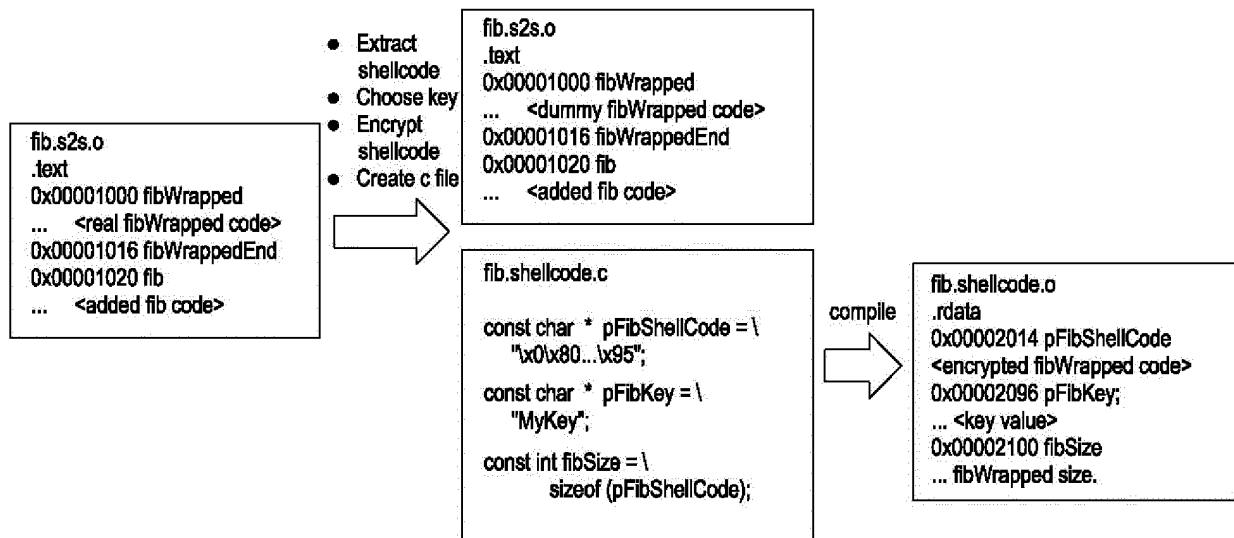 fib.s2s.o
.text
0x00001000 fibWrapped
... <real fibWrapped code>
0x00001016 fibWrappedEnd
0x00001020 fib
... <added fib code>
● Extract
shellcode
● Choose key
● Encrypt
shellcode
● Create c file
fib.s2s.o
.text
0x00001000 fibWrapped
... <dummy fibWrapped code>
0x00001016 fibWrappedEnd
0x00001020 fib
... <added fib code>
fib.shellcode.c
const char * pFibShellCode = \
"\x0\x80...\x95";
const char * pFibKey = \
"MyKey";
const int fibSize = \
sizeof (pFibShellCode);
compile
fib.shellcode.o
.rdata
0x00002014 pFibShellCode
<encrypted fibWrapped code>
0x00002096 pFibKey;
... <key value>
0x00002100 fibSize
... fibWrapped size.